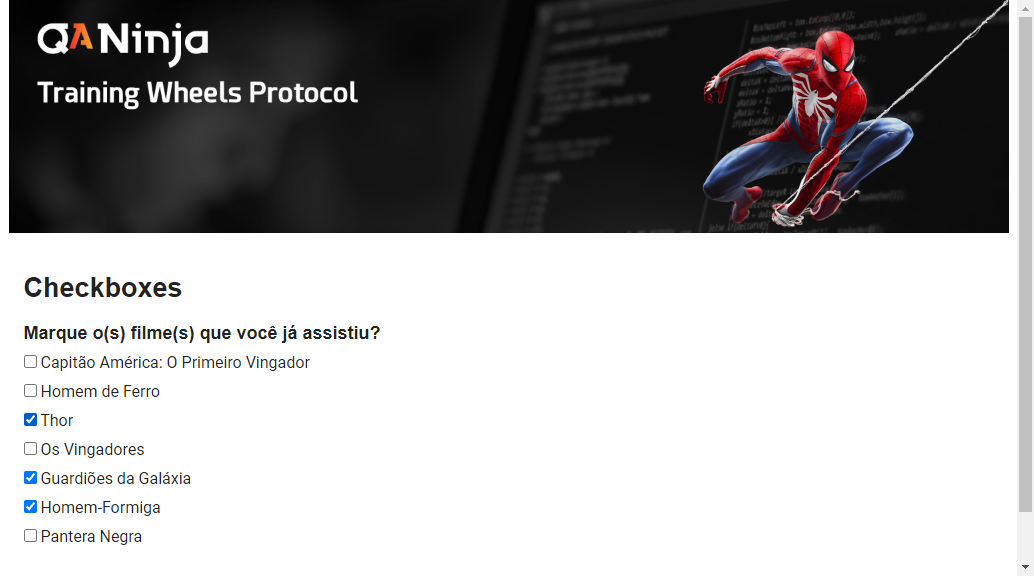 QANinja
Training Wheels Protocol
Checkboxes
Marque o(s) filme(s) que você já assistiu?
Capitão América: O Primeiro Vingador
Homem de Ferro
Thor
Os Vingadores
Guardiões da Galáxia
Homem-Formiga
Pantera Negra